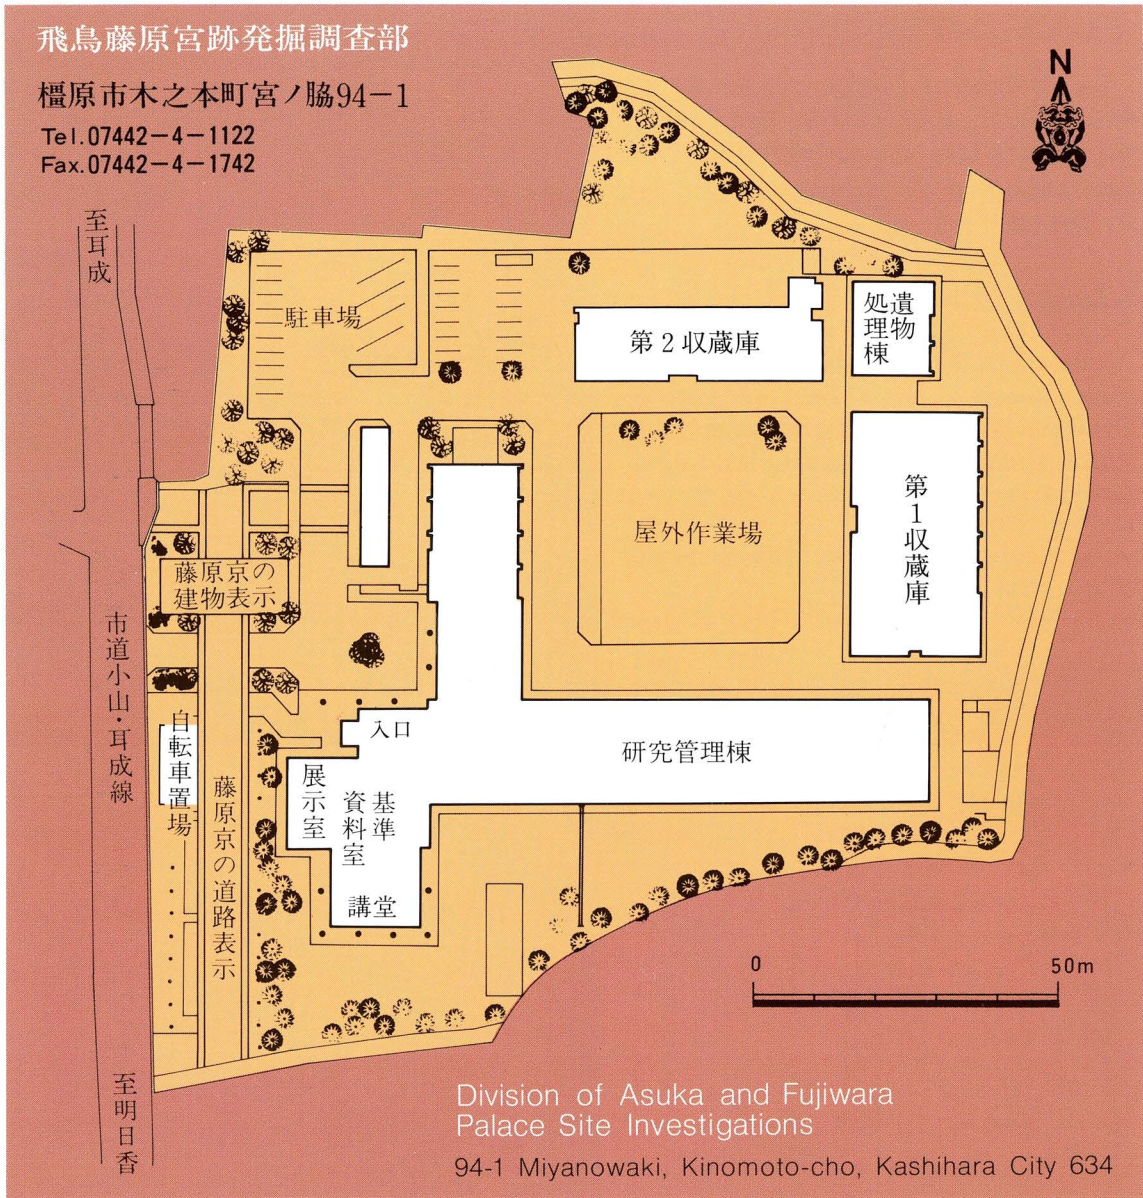 飛鳥藤原宮跡発掘調査部
橿原市木之本町宮ノ脇94-1
Tel.07442-4-1122
Fax.07442-4-1742
N
至耳成
駐車場
第2収蔵庫
遺物
処理棟
第1収蔵庫
屋外作業場
藤原京の
建物表示
市道小山・耳成線
自転車置場
藤原京の道路表示
入口
研究管理棟
展示室
基準
資料室
講堂
至明日香
0 50m
Division of Asuka and Fujiwara
Palace Site Investigations
94-1 Miyanowaki, Kinomoto-cho, Kashihara City 634